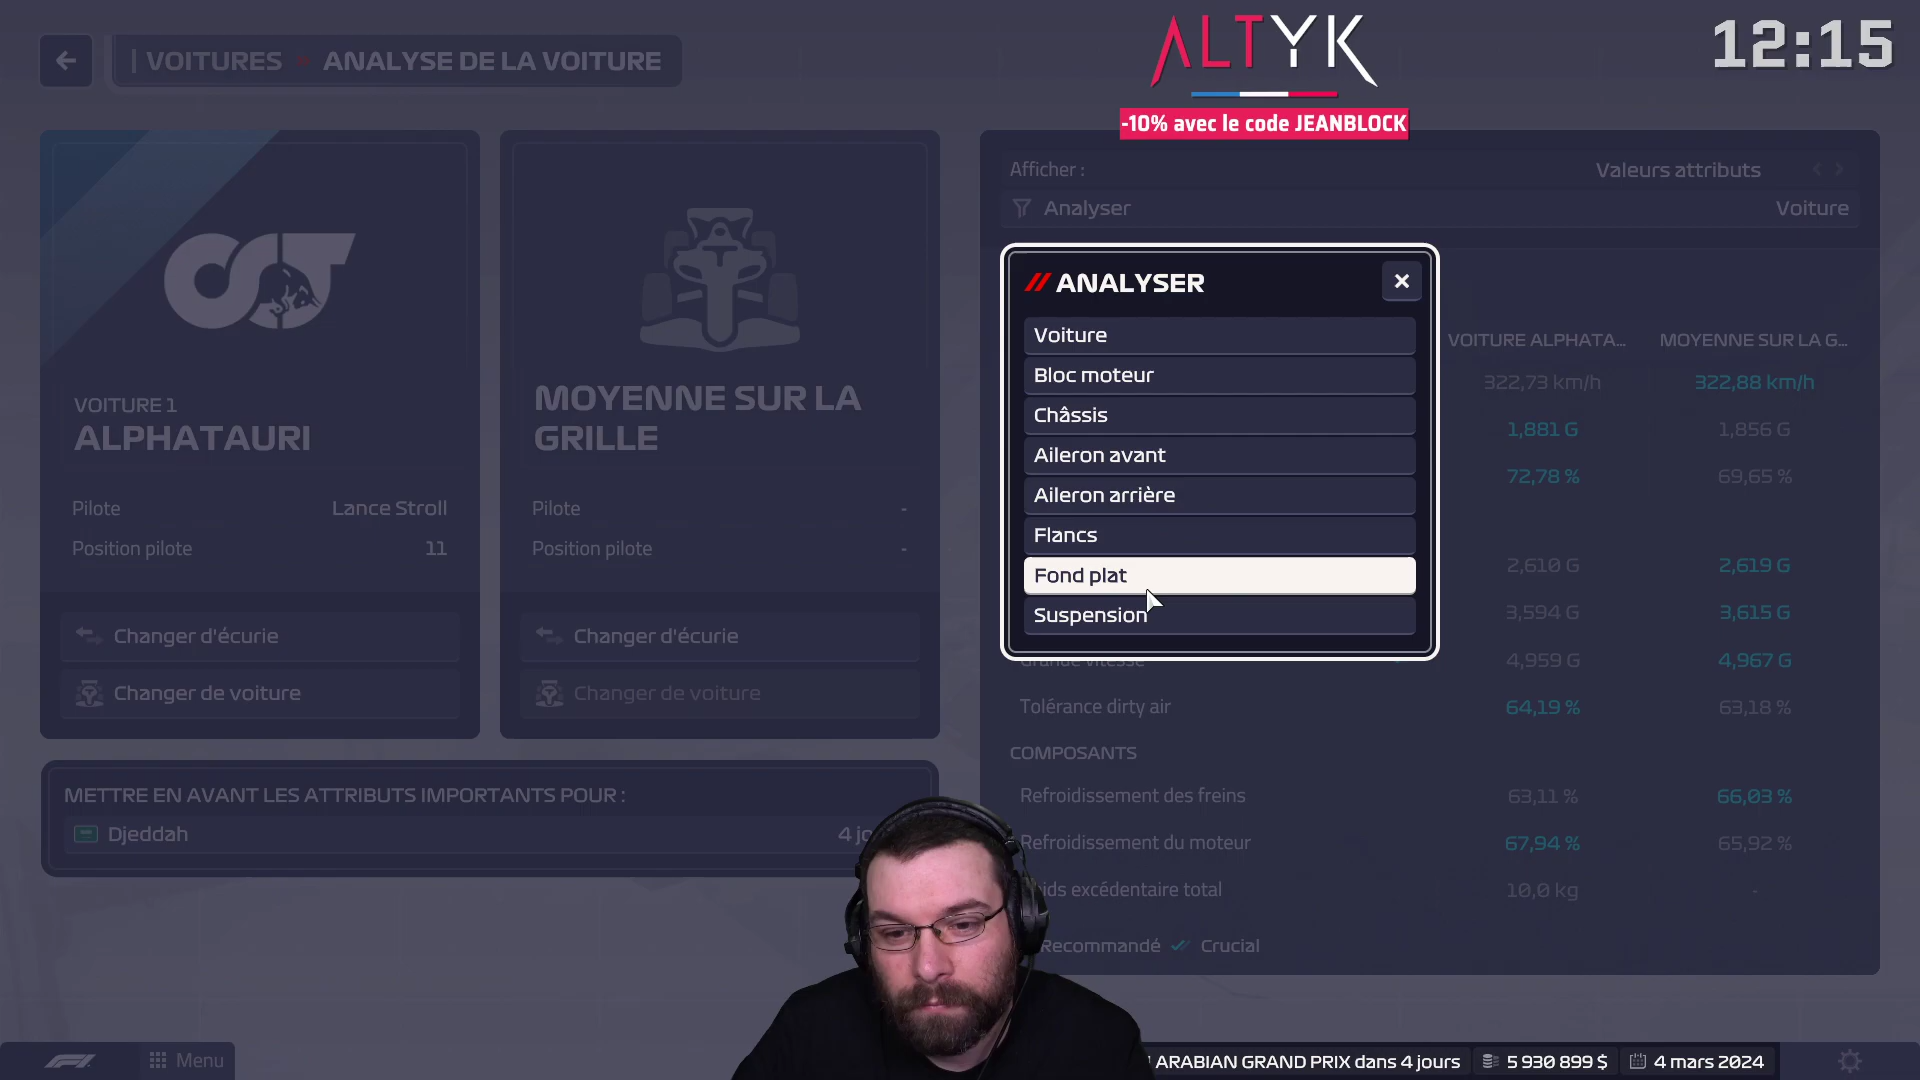 VOITURES • ANALYSE DE LA VOITURE
ALTYK
-10% avec le code JEANBLOCK
12:15
VOITURE 1
ALPHATAURI
Pilote Lance Stroll
Position pilote 11
Changer d'écurie
Changer de voiture
MOYENNE SUR LA
GRILLE
Pilote -
Position pilote -
Changer d'écurie
Changer de voiture
METTRE EN AVANT LES ATTRIBUTS IMPORTANTS POUR :
Djeddah 4
Afficher : Valeurs attributs
Analyser Voiture
ANALYSER
Voiture
Bloc moteur
Châssis
Aileron avant
Aileron arrière
Flancs
Fond plat
Suspension
VOITURE ALPHATA... MOYENNE SUR LA G...
322,73 km/h 322,88 km/h
1,881 G 1,856 G
72,78 % 69,65 %
2,610 G 2,619 G
3,594 G 3,615 G
Grande vitesse 4,959 G 4,967 G
Tolérance dirty air 64,19 % 63,18 %
COMPOSANTS
Refroidissement des freins 63,11 % 66,03 %
Refroidissement du moteur 67,94 % 65,92 %
excédentaire total 10,0 kg -
Recommandé Crucial
Menu
ARABIAN GRAND PRIX dans 4 jours
5 930 899 $
4 mars 2024